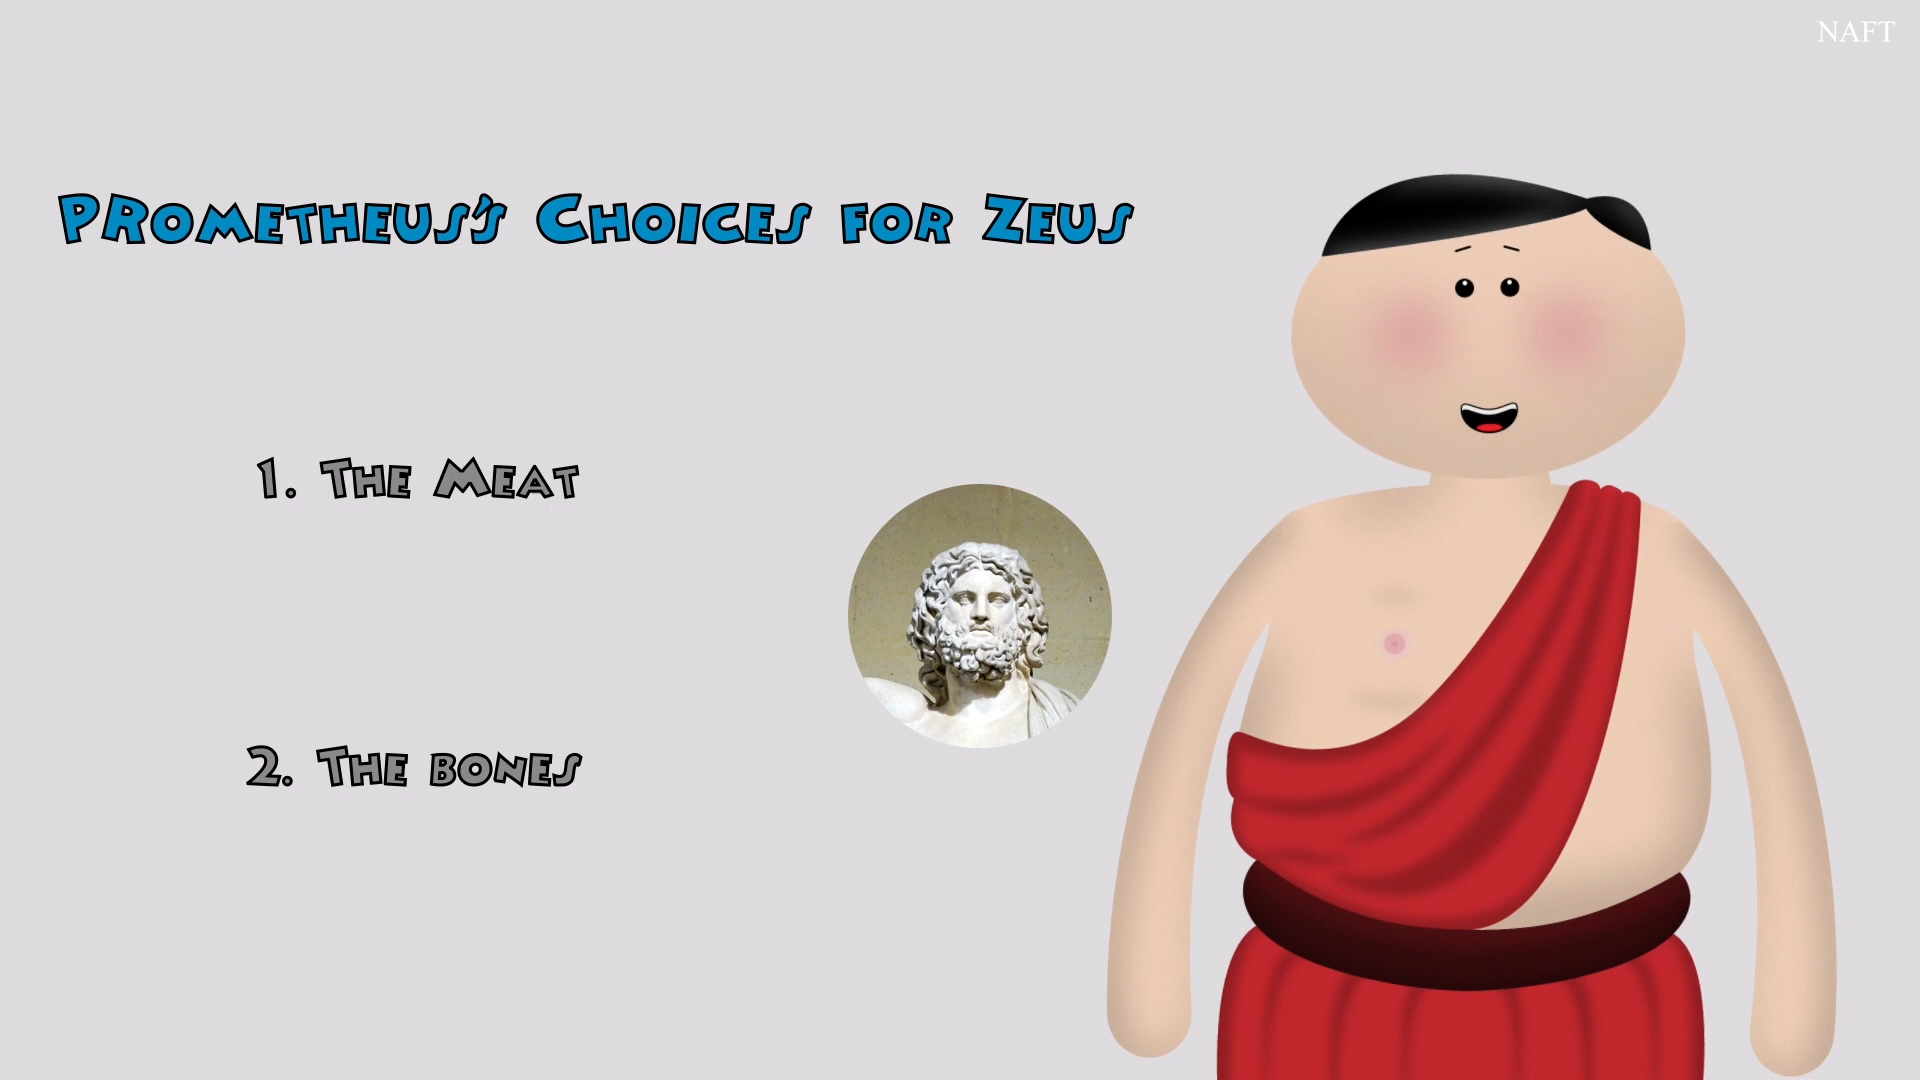 NAFT
Prometheus's Choices for Zeus
1. The Meat
2. The bones